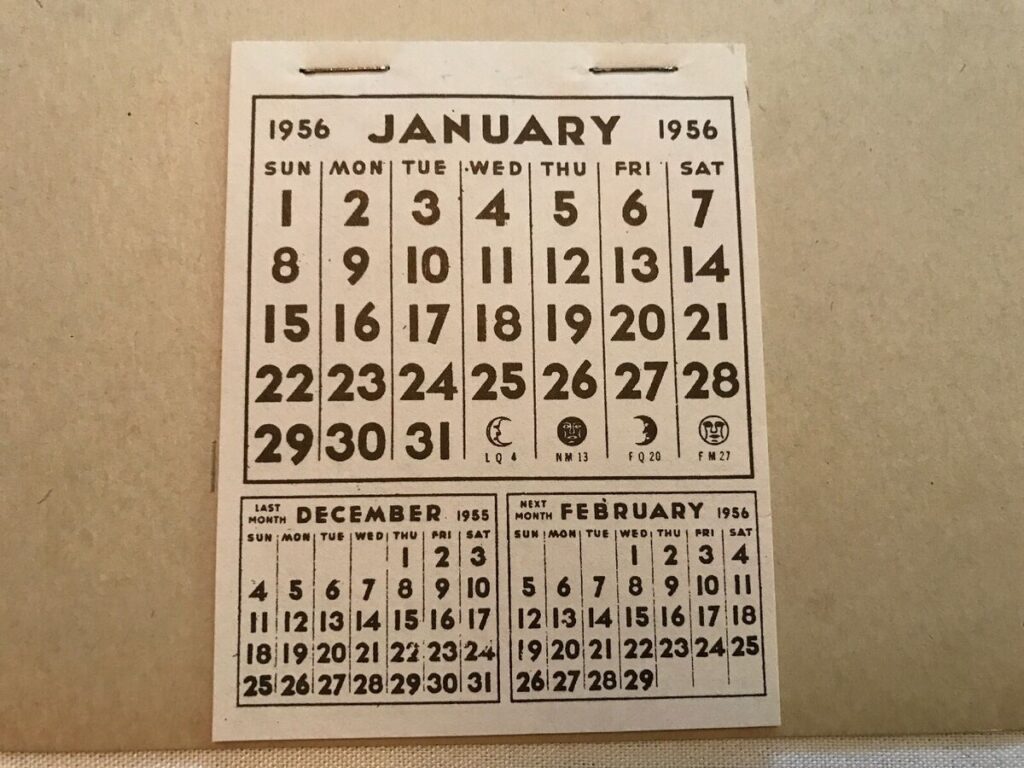 1956 JANUARY 1956
SUN MON TUE WED THU FRI SAT
1 2 3 4 5 6 7
8 9 10 11 12 13 14
15 16 17 18 19 20 21
22 23 24 25 26 27 28
29 30 31
LQ 4 NM 13 FQ 20 FM 27
LAST MONTH DECEMBER 1955
SUN MON TUE WED THU FRI SAT
1 2 3
4 5 6 7 8 9 10
11 12 13 14 15 16 17
18 19 20 21 22 23 24
25 26 27 28 29 30 31
NEXT MONTH FEBRUARY 1956
SUN MON TUE WED THU FRI SAT
1 2 3 4
5 6 7 8 9 10 11
12 13 14 15 16 17 18
19 20 21 22 23 24 25
26 27 28 29